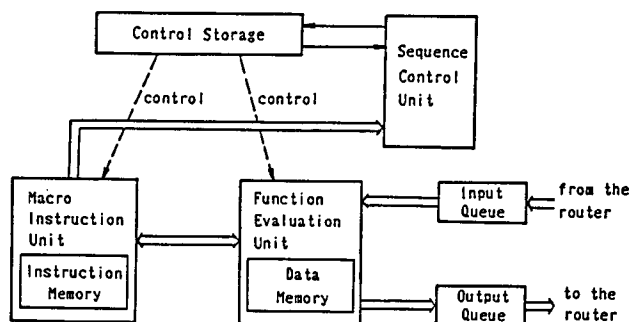 Control Storage
Sequence
Control
Unit
control
control
Macro
Instruction
Unit
Instruction
Memory
Function
Evaluation
Unit
Data
Memory
Input
Queue
from the
router
Output
Queue
to the
router